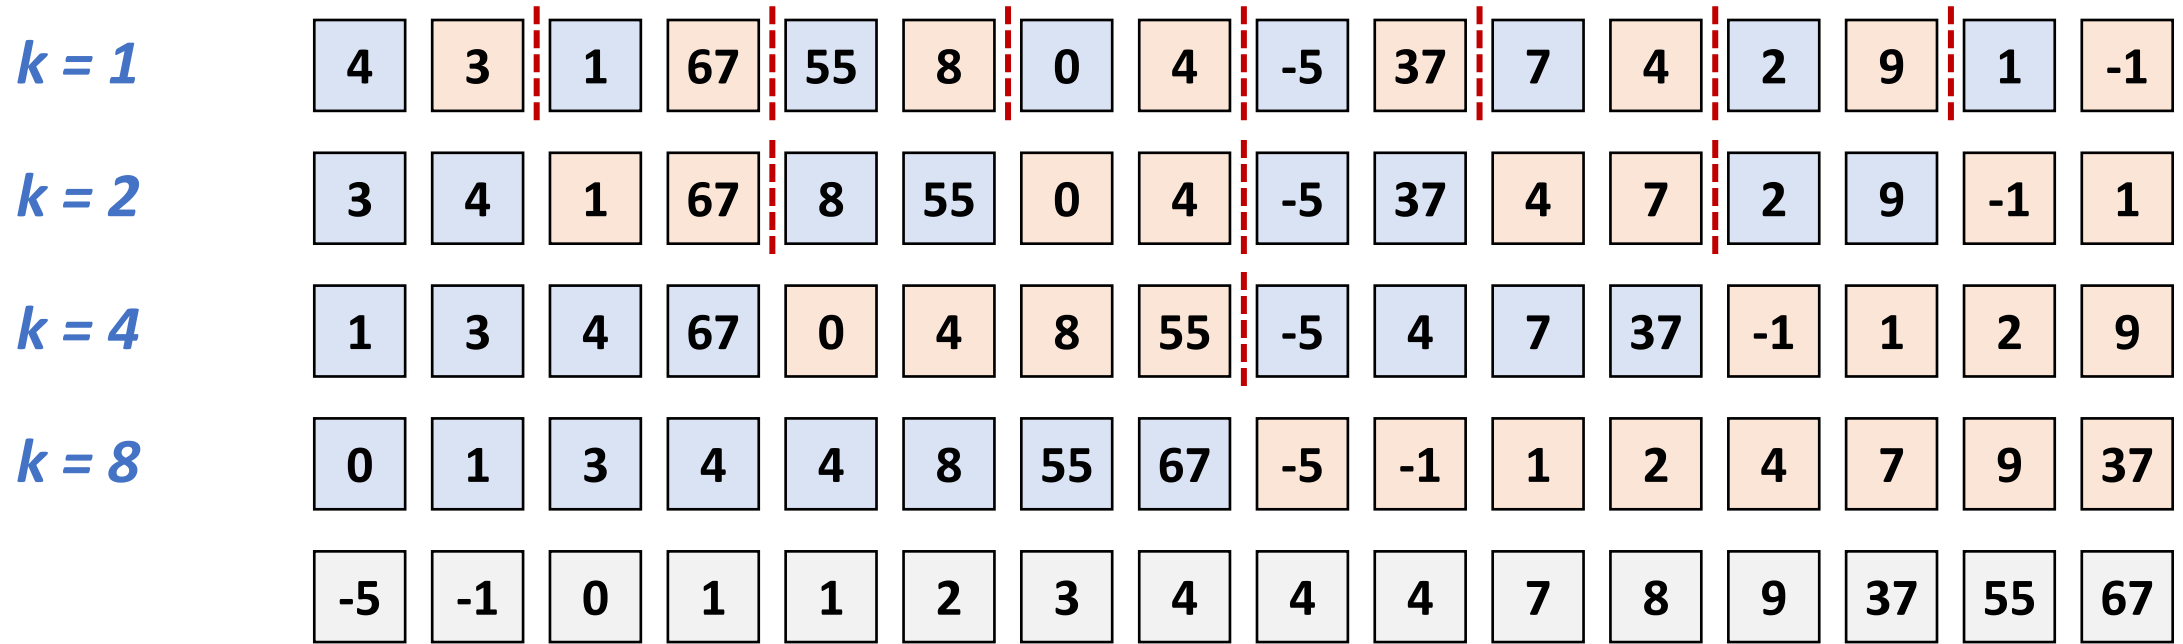 k = 1 4 3 1 67 55 8 0 4 -5 37 7 4 2 9 1 -1
k = 2 3 4 1 67 8 55 0 4 -5 37 4 7 2 9 -1 1
k = 4 1 3 4 67 0 4 8 55 -5 4 7 37 -1 1 2 9
k = 8 0 1 3 4 4 8 55 67 -5 -1 1 2 4 7 9 37
-5 -1 0 1 1 2 3 4 4 4 7 8 9 37 55 67